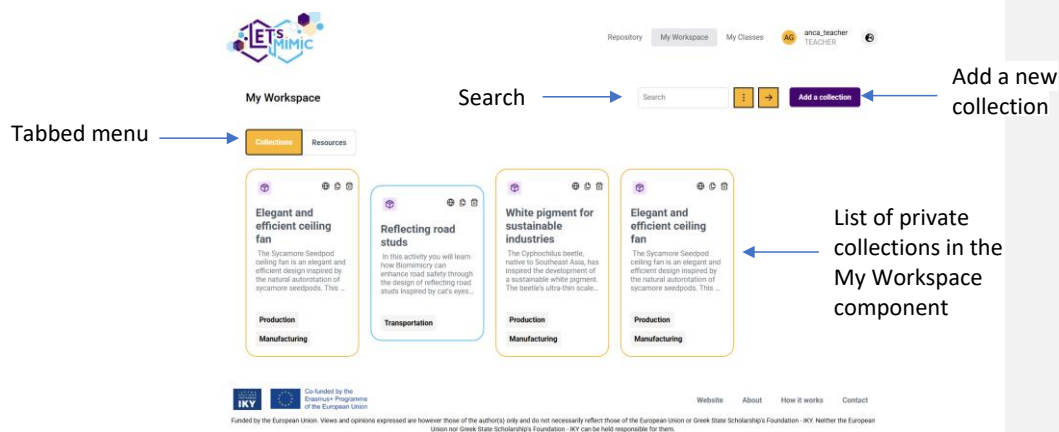 LET'S
MIMIC
Repository My Workspace My Classes AG anca_teacher
TEACHER
My Workspace
Search
Search
Add a collection
Add a new
collection
Tabbed menu
Collections Resources
Elegant and
efficient ceiling
fan
The Sycamore Seedpod
ceiling fan is an elegant and
efficient design inspired by
the natural autorotation of
sycamore seedpods. This ...
Production
Manufacturing
Reflecting road
studs
In this activity you will learn
how Biomimicry can
enhance road safety through
the design of reflecting road
studs inspired by cat's eyes...
Transportation
White pigment for
sustainable
industries
The Cyphochilus beetle,
native to Southeast Asia, has
inspired the development of
a sustainable white pigment.
The beetle's ultra-thin scale...
Production
Manufacturing
Elegant and
efficient ceiling
fan
The Sycamore Seedpod
ceiling fan is an elegant and
efficient design inspired by
the natural autorotation of
sycamore seedpods. This ...
Production
Manufacturing
List of private
collections in the
My Workspace
component
IKY
Co-funded by the
Erasmus+ Programme
of the European Union
Website About How it works Contact
Funded by the European Union. Views and opinions expressed are however those of the author(s) only and do not necessarily reflect those of the European Union or Greek State Scholarship's Foundation - IKY. Neither the European
Union nor Greek State Scholarship's Foundation - IKY can be held responsible for them.